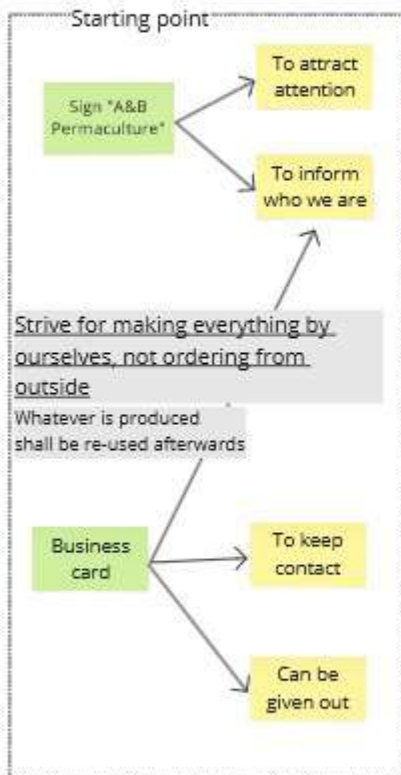 Starting point
To attract
attention
Sign "A&B
Permaculture"
To inform
who we are
Strive for making everything by
ourselves, not ordering from
outside
Whatever is produced
shall be re-used afterwards
Business
card
To keep
contact
Can be
given out